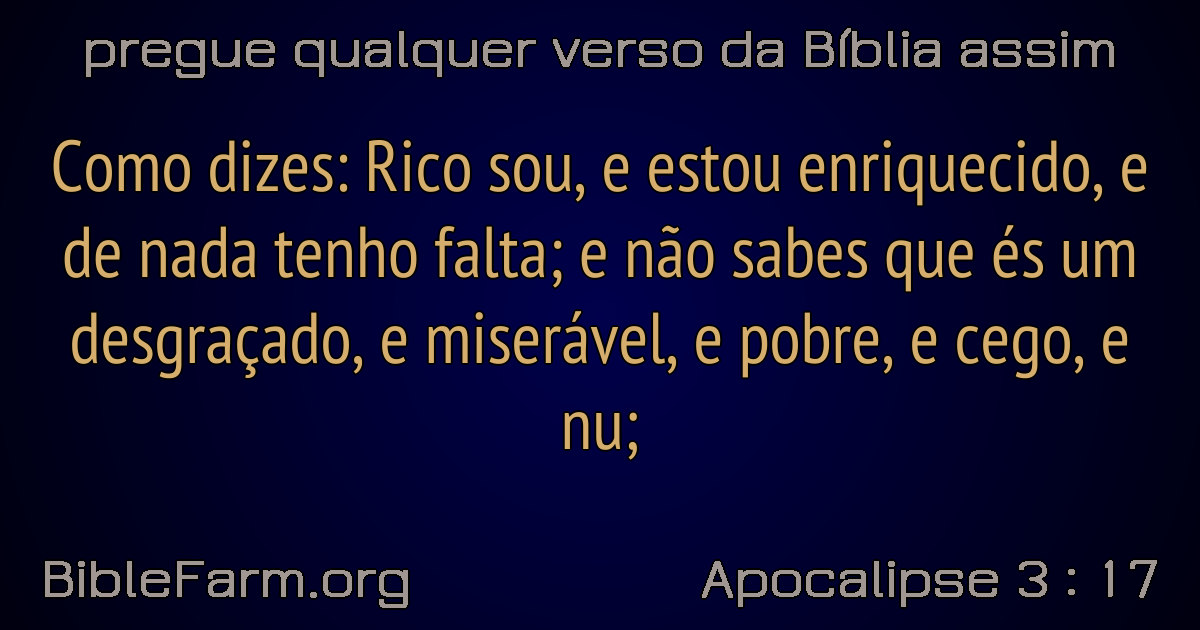 pregue qualquer verso da Bíblia assim
Como dizes: Rico sou, e estou enriquecido, e
de nada tenho falta; e não sabes que és um
desgraçado, e miserável, e pobre, e cego, e
nu;
BibleFarm.org
Apocalipse 3 : 17